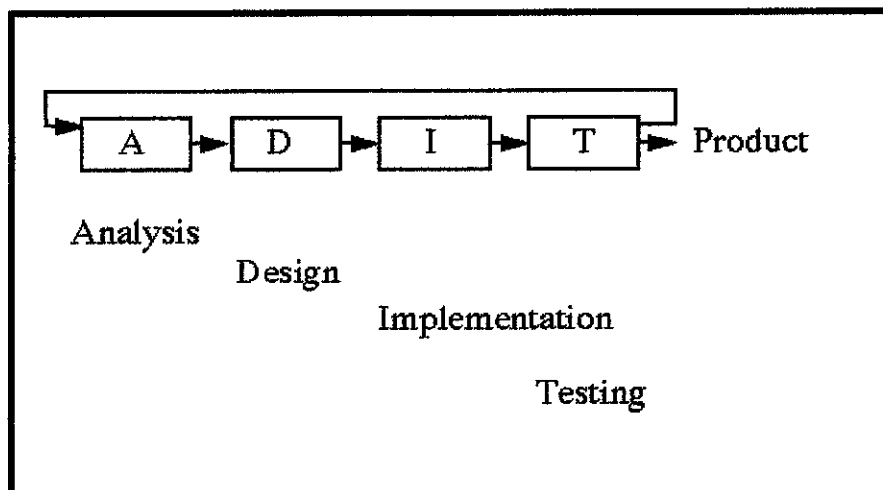 A D I T Product
Analysis
Design
Implementation
Testing